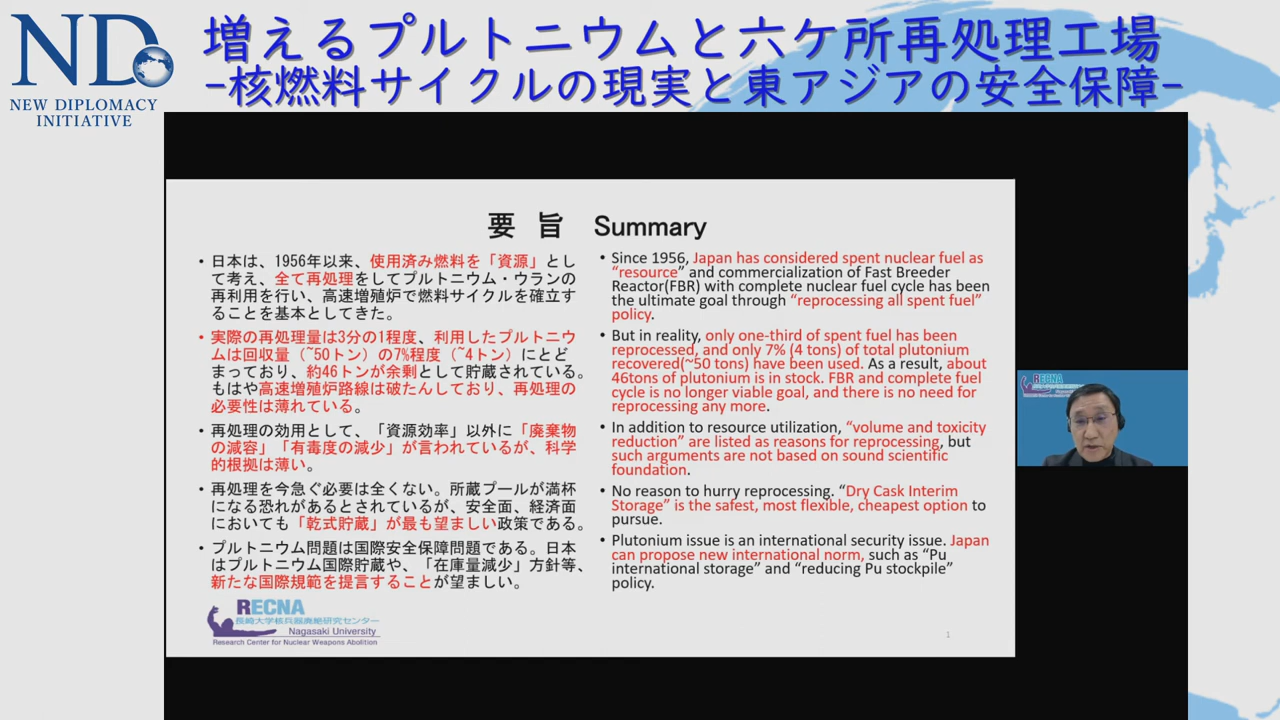 ND
NEW DIPLOMACY
INITIATIVE
増えるプルトニウムと六ケ所再処理工場
-核燃料サイクルの現実と東アジアの安全保障-
要 旨 Summary
• 日本は、1956年以来、使用済み燃料を「資源」とし
て考え、全て再処理をしてプルトニウム・ウランの
再利用を行い、高速増殖炉で燃料サイクルを確立す
ることを基本としてきた。
• 実際の再処理量は3分の1程度、利用したプルトニウ
ムは回収量（~50トン）の7%程度（~4トン）にとど
まっており、約46トンが余剰として貯蔵されている。
もはや高速増殖炉路線は破たんしており、再処理の
必要性は薄れている。
• 再処理の効用として、「資源効率」以外に「廃棄物
の減容」「有毒度の減少」が言われているが、科学
的根拠は薄い。
• 再処理を今急ぐ必要は全くない。所蔵プールが満杯
になる恐れがあるとされているが、安全面、経済面
においても「乾式貯蔵」が最も望ましい政策である。
• プルトニウム問題は国際安全保障問題である。日本
はプルトニウム国際貯蔵や、「在庫量減少」方針等、
新たな国際規範を提言することが望ましい。
• Since 1956, Japan has considered spent nuclear fuel as
“resource” and commercialization of Fast Breeder
Reactor(FBR) with complete nuclear fuel cycle has been
the ultimate goal through “reprocessing all spent fuel”
policy.
• But in reality, only one-third of spent fuel has been
reprocessed, and only 7% (4 tons) of total plutonium
recovered(~50 tons) have been used. As a result, about
46tons of plutonium is in stock. FBR and complete fuel
cycle is no longer viable goal, and there is no need for
reprocessing any more.
• In addition to resource utilization, “volume and toxicity
reduction” are listed as reasons for reprocessing, but
such arguments are not based on sound scientific
foundation.
• No reason to hurry reprocessing. “Dry Cask Interim
Storage” is the safest, most flexible, cheapest option to
pursue.
• Plutonium issue is an international security issue. Japan
can propose new international norm, such as “Pu
international storage” and “reducing Pu stockpile”
policy.
RECNA
長崎大学核兵器廃絶研究センター
Nagasaki University
Research Center for Nuclear Weapons Abolition
1
RECNA